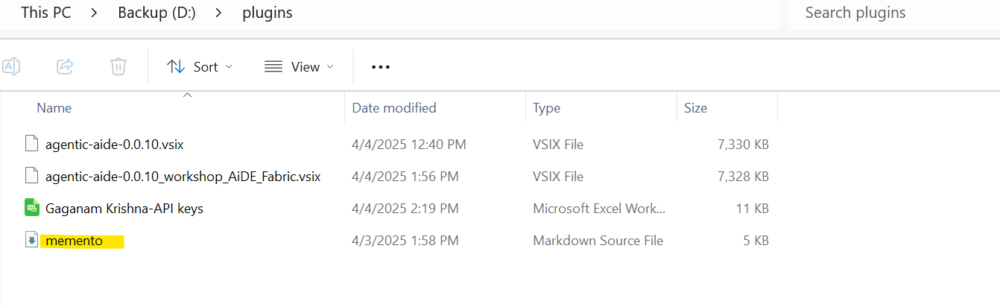 This PC > Backup (D:) > plugins Search plugins
A Sort View ...
Name Date modified Type Size
agentic-aide-0.0.10.vsix 4/4/2025 12:40 PM VSIX File 7,330 KB
agentic-aide-0.0.10_workshop_AiDE_Fabric.vsix 4/4/2025 1:56 PM VSIX File 7,328 KB
Gaganam Krishna-API keys 4/4/2025 2:19 PM Microsoft Excel Work... 11 KB
memento 4/3/2025 1:58 PM Markdown Source File 5 KB